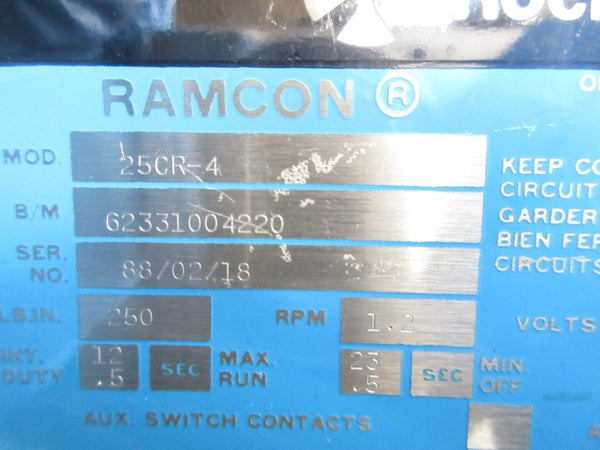 RAMCON ®
MOD. 25CR-4
KEEP CO
CIRCUIT
B/M 62331004220
GARDER
BIEN FER
SER. NO. 88/02/18
CIRCUITS
LB.IN. 250 RPM 1.2 VOLTS
INT. DUTY 12.5 SEC MAX. RUN 23.5 SEC MIN. OFF
AUX. SWITCH CONTACTS